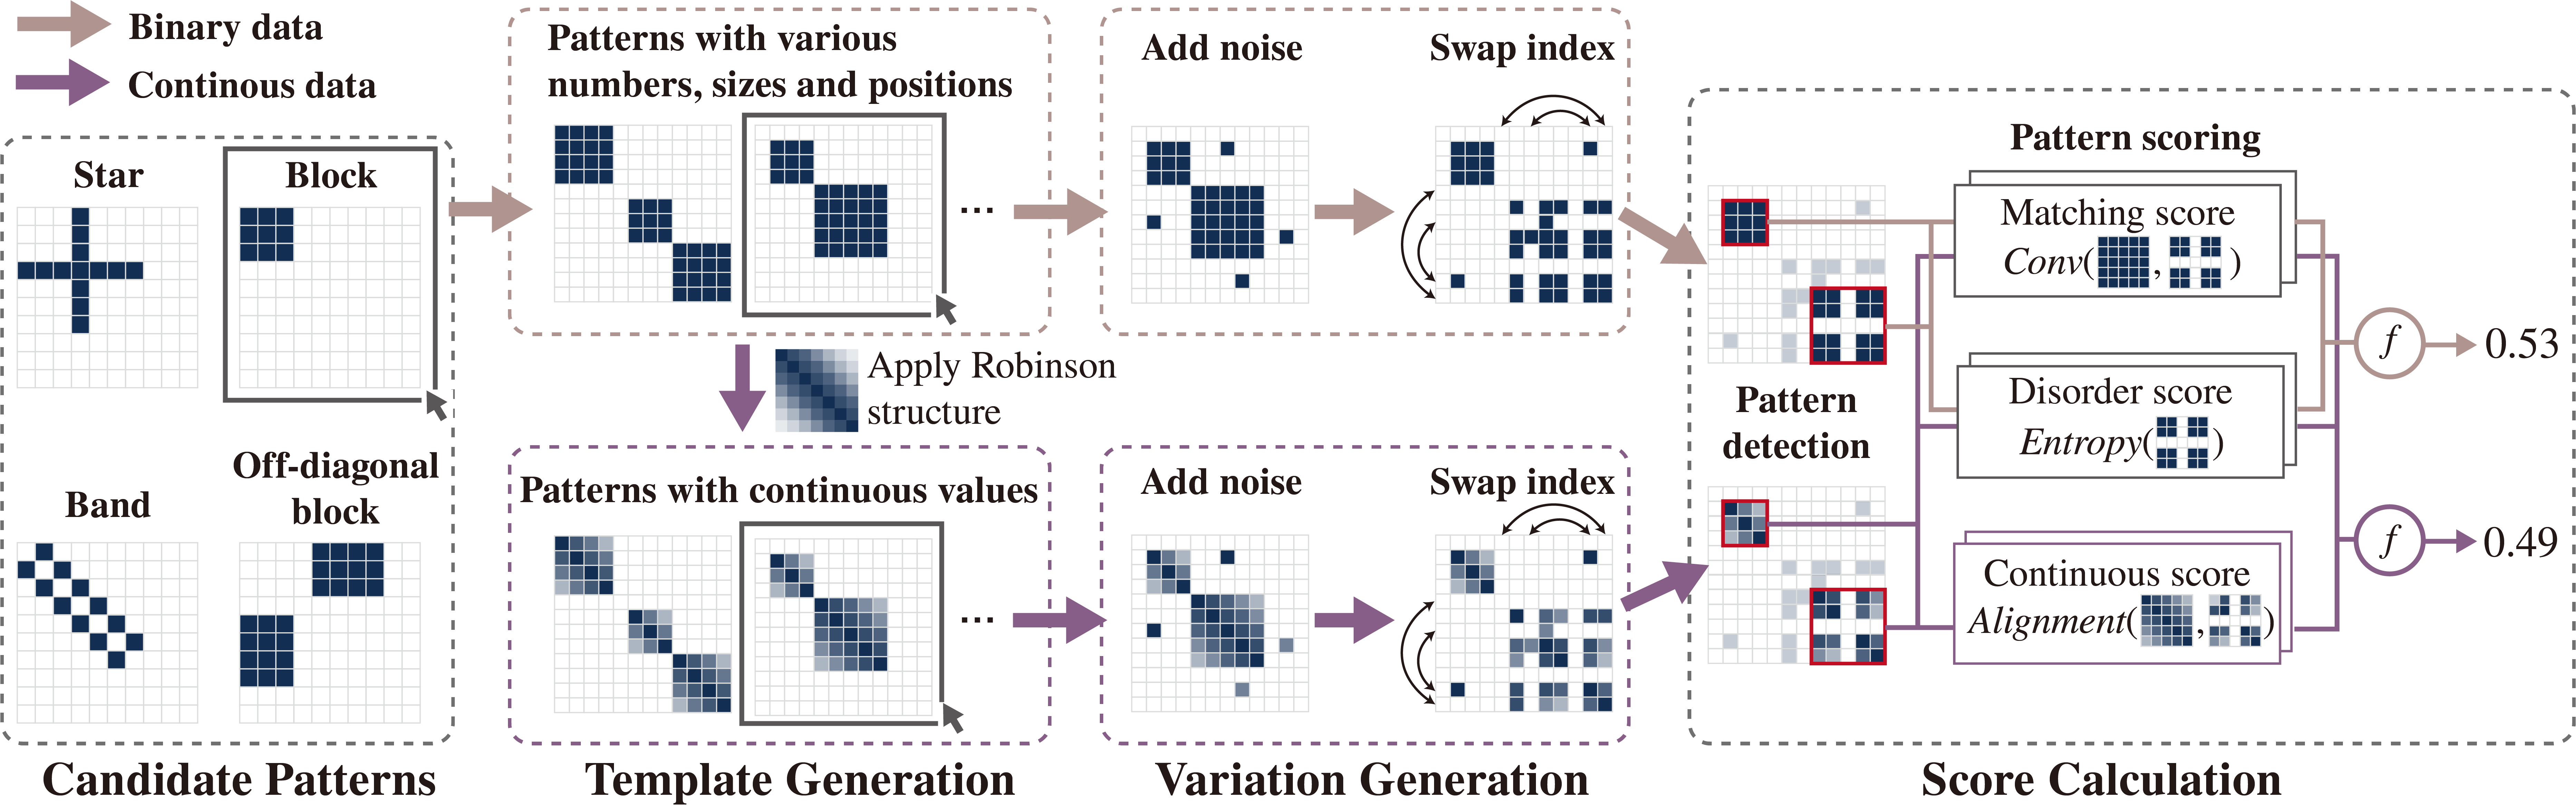 Binary data
Continous data
Star
Block
Band
Off-diagonal
block
Candidate Patterns
Patterns with various
numbers, sizes and positions
...
Apply Robinson
structure
Patterns with continuous values
...
Template Generation
Add noise
Swap index
Add noise
Swap index
Variation Generation
Pattern
detection
Pattern scoring
Matching score
Conv( , )
Disorder score
Entropy( )
Continuous score
Alignment( , )
f
0.53
f
0.49
Score Calculation